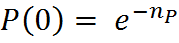 P(0) = e^{-n_P}